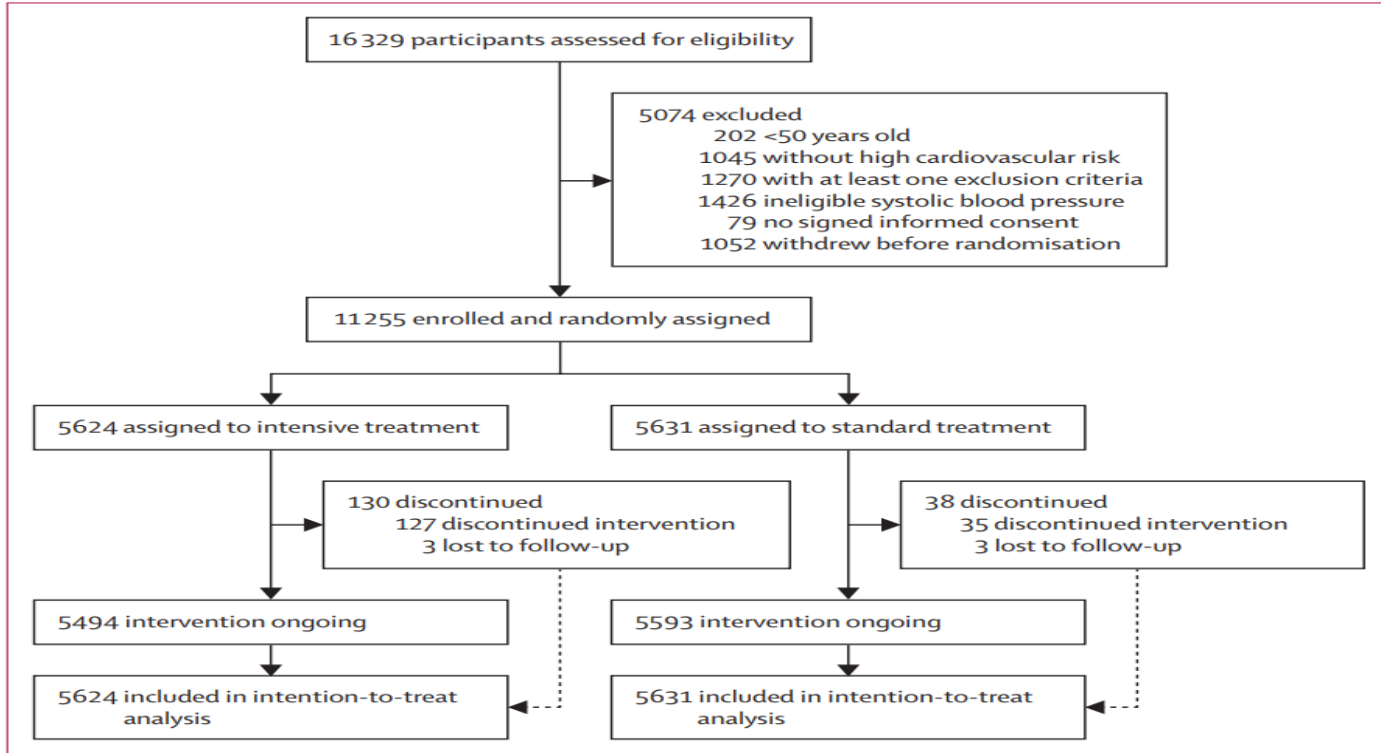 16 329 participants assessed for eligibility
5074 excluded
202 <50 years old
1045 without high cardiovascular risk
1270 with at least one exclusion criteria
1426 ineligible systolic blood pressure
79 no signed informed consent
1052 withdrew before randomisation
11 255 enrolled and randomly assigned
5624 assigned to intensive treatment
5631 assigned to standard treatment
130 discontinued
127 discontinued intervention
3 lost to follow-up
38 discontinued
35 discontinued intervention
3 lost to follow-up
5494 intervention ongoing
5593 intervention ongoing
5624 included in intention-to-treat
analysis
5631 included in intention-to-treat
analysis